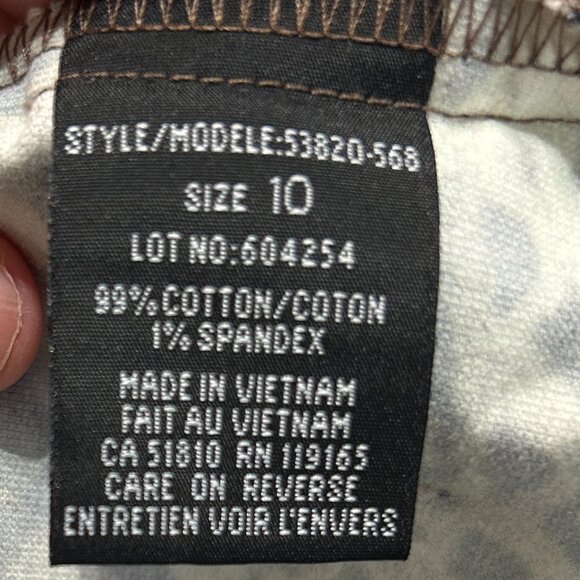 STYLE/MODELE:53820-568
SIZE 10
LOT NO:604254
99% COTTON/COTON
1% SPANDEX
MADE IN VIETNAM
FAIT AU VIETNAM
CA 51810 RN 119165
CARE ON REVERSE
ENTRETIEN VOIR L'ENVERS